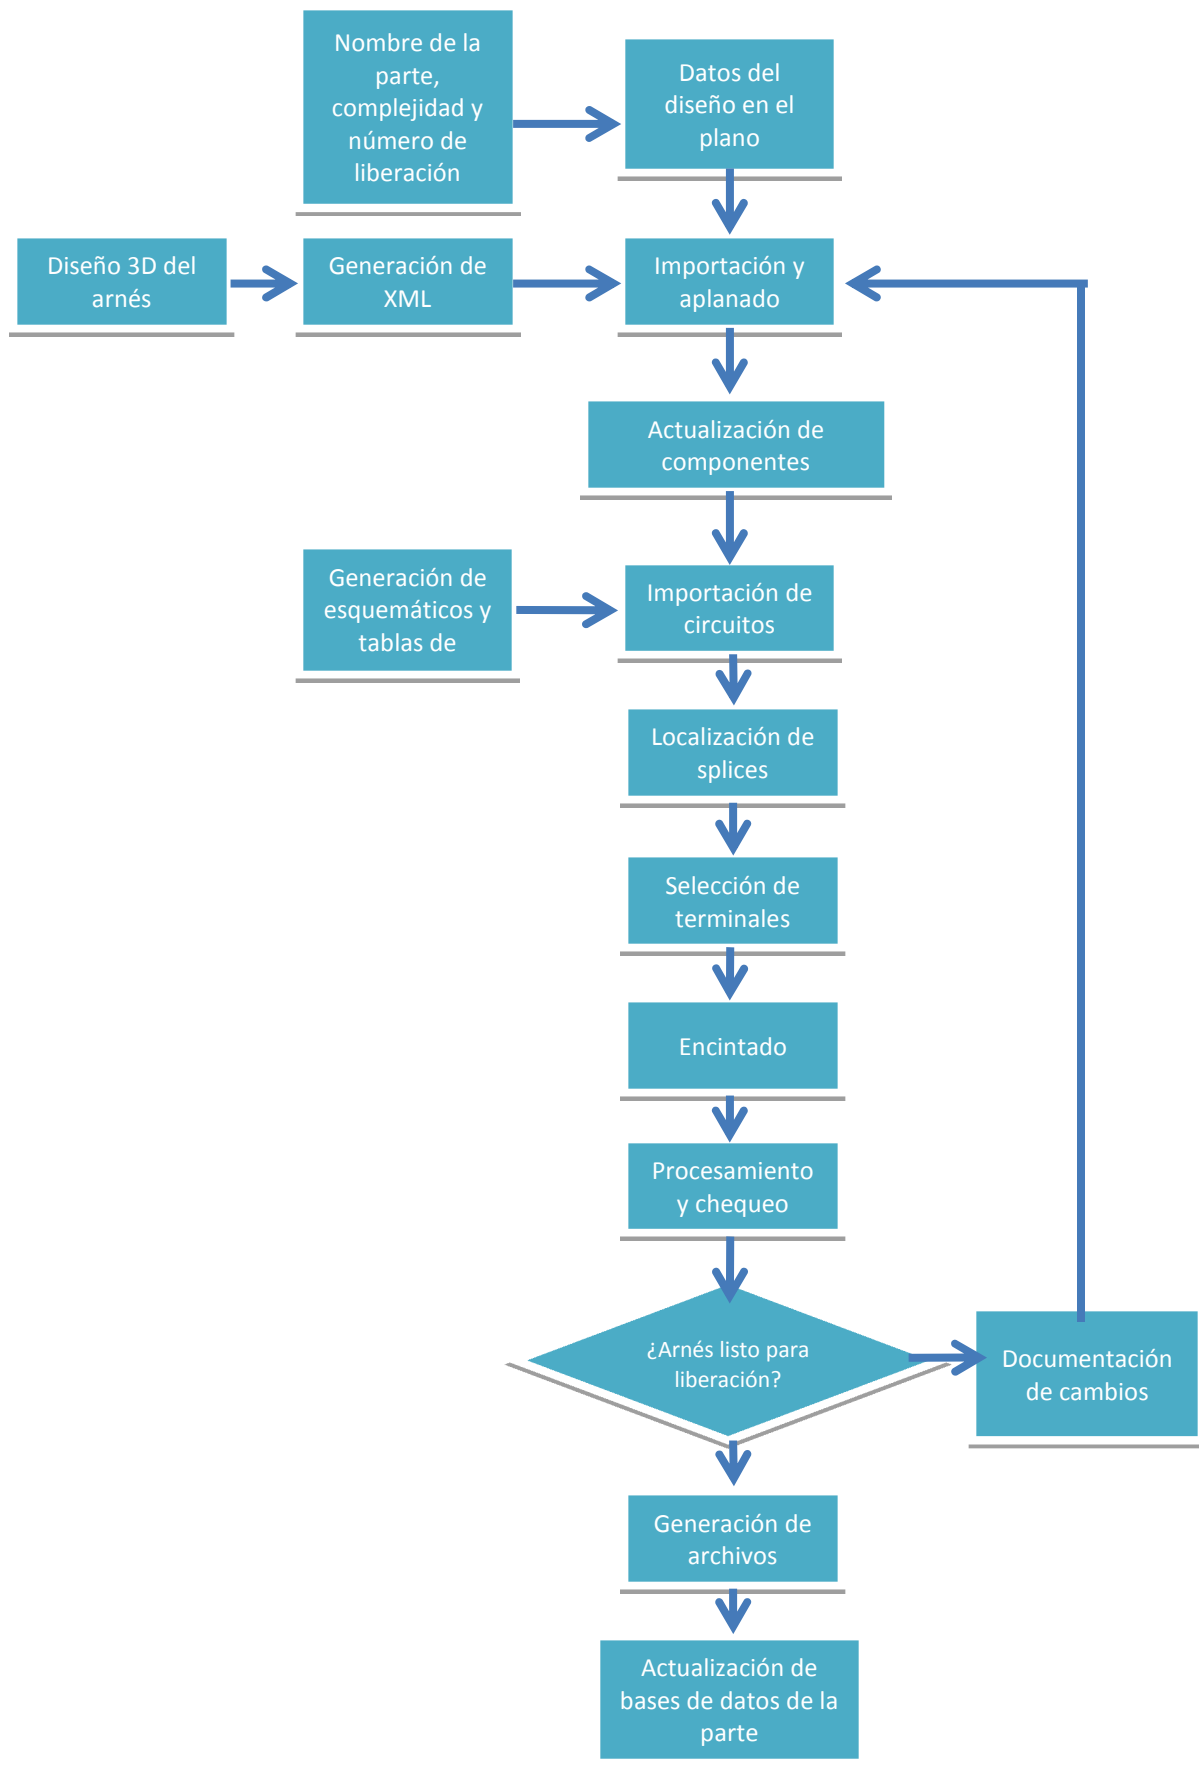 Nombre de la
parte,
complejidad y
número de
liberación
Datos del
diseño en el
plano
Diseño 3D del
arnés
Generación de
XML
Importación y
aplanado
Actualización de
componentes
Generación de
esquemáticos y
tablas de
Importación de
circuitos
Localización de
splices
Selección de
terminales
Encintado
Procesamiento
y chequeo
¿Arnés listo para
liberación?
Documentación
de cambios
Generación de
archivos
Actualización de
bases de datos de la
parte